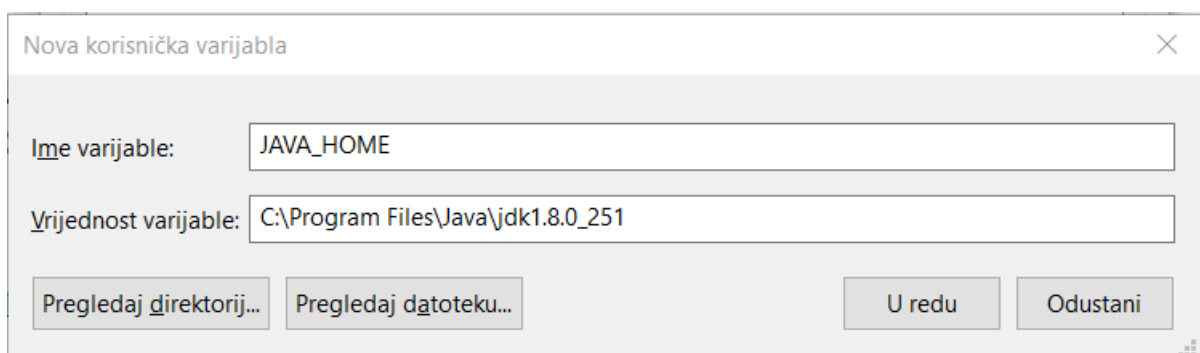 Nova korisnička varijabla
Ime varijable: JAVA_HOME
Vrijednost varijable: C:\Program Files\Java\jdk1.8.0_251
Pregledaj direktorij... Pregledaj datoteku... U redu Odustani